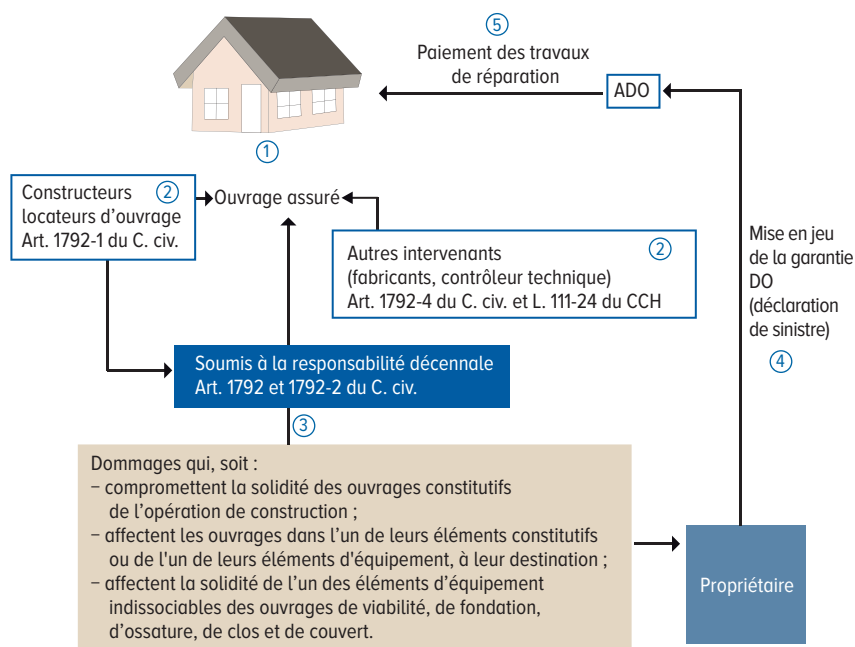 ⑤
Paiement des travaux
de réparation
ADO
①
Constructeurs ②
locateurs d’ouvrage
Art. 1792-1 du C. civ.
Ouvrage assuré
Autres intervenants ②
(fabricants, contrôleur technique)
Art. 1792-4 du C. civ. et L. 111-24 du CCH
Mise en jeu
de la garantie
DO
(déclaration
de sinistre)
④
Soumis à la responsabilité décennale
Art. 1792 et 1792-2 du C. civ.
③
Dommages qui, soit :
– compromettent la solidité des ouvrages constitutifs
de l’opération de construction ;
– affectent les ouvrages dans l’un de leurs éléments constitutifs
ou de l'un de leurs éléments d'équipement, à leur destination ;
– affectent la solidité de l’un des éléments d’équipement
indissociables des ouvrages de viabilité, de fondation,
d’ossature, de clos et de couvert.
Propriétaire